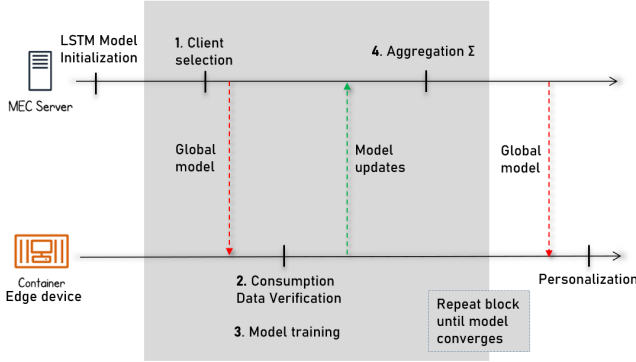 LSTM Model
Initialization
1. Client
selection
4. Aggregation Σ
MEC Server
Global
model
Model
updates
Global
model
Container
Edge device
2. Consumption
Data Verification
3. Model training
Personalization
Repeat block
until model
converges